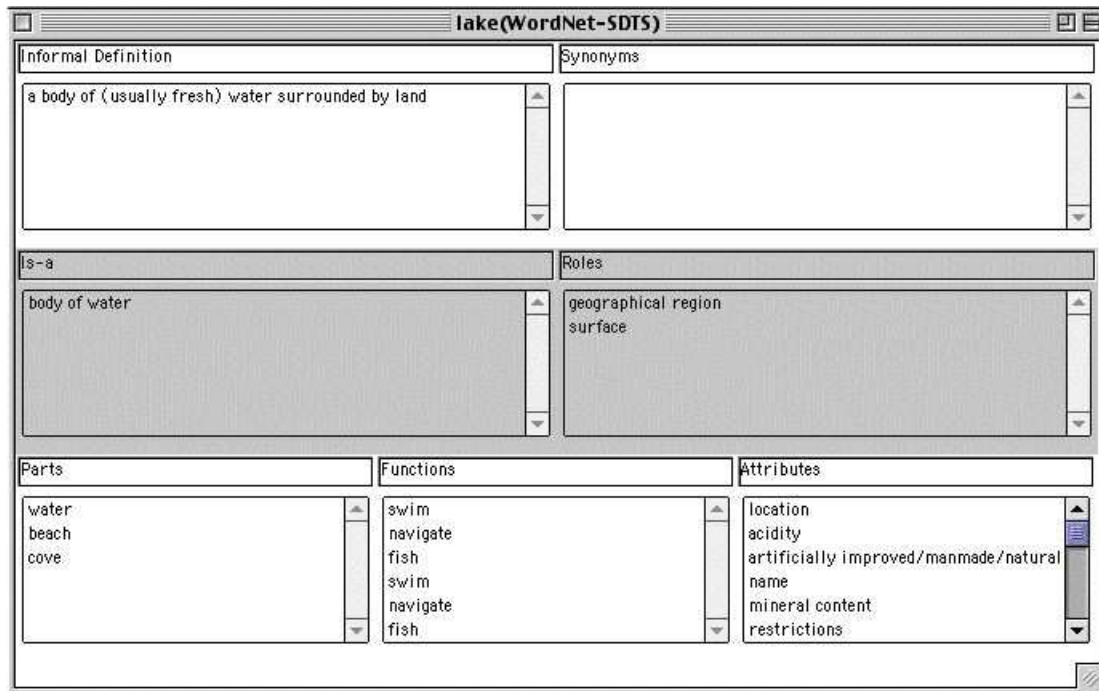 lake(WordNet-SDTS)
Informal Definition
Synonyms
a body of (usually fresh) water surrounded by land
Is-a
Roles
body of water
geographical region
surface
Parts
Functions
Attributes
water
beach
cove
swim
navigate
fish
swim
navigate
fish
location
acidity
artificially improved/manmade/natural
name
mineral content
restrictions